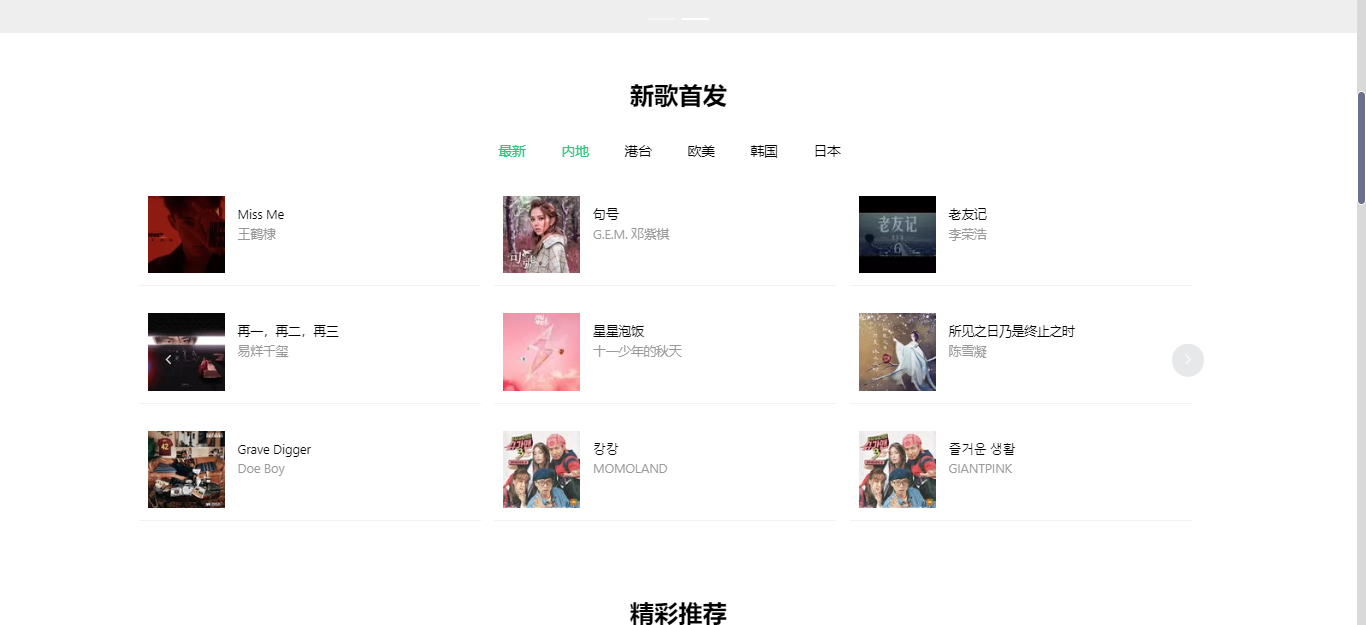 新歌首发
最新 内地 港台 欧美 韩国 日本
Miss Me
王鹤棣
句号
G.E.M. 邓紫棋
老友记
李荣浩
再一，再二，再三
易烊千玺
星星泡饭
十一少年的秋天
所见之日乃是终止之时
陈雪凝
Grave Digger
Doe Boy
캉캉
MOMOLAND
즐거운 생활
GIANTPINK
精彩推荐